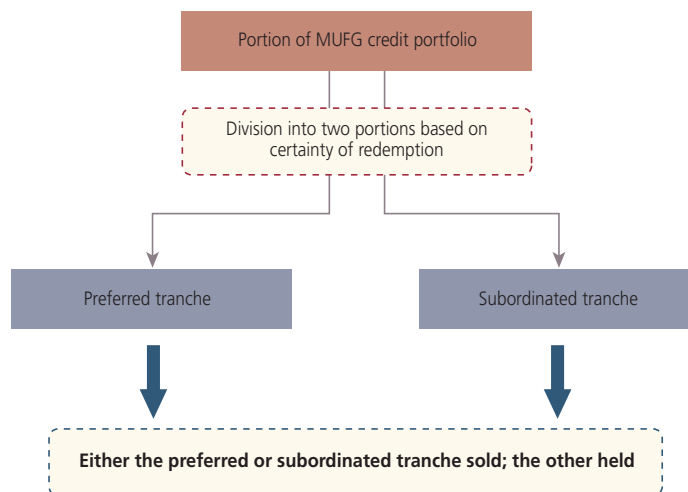 Portion of MUFG credit portfolio
Division into two portions based on
certainty of redemption
Preferred tranche
Subordinated tranche
Either the preferred or subordinated tranche sold; the other held